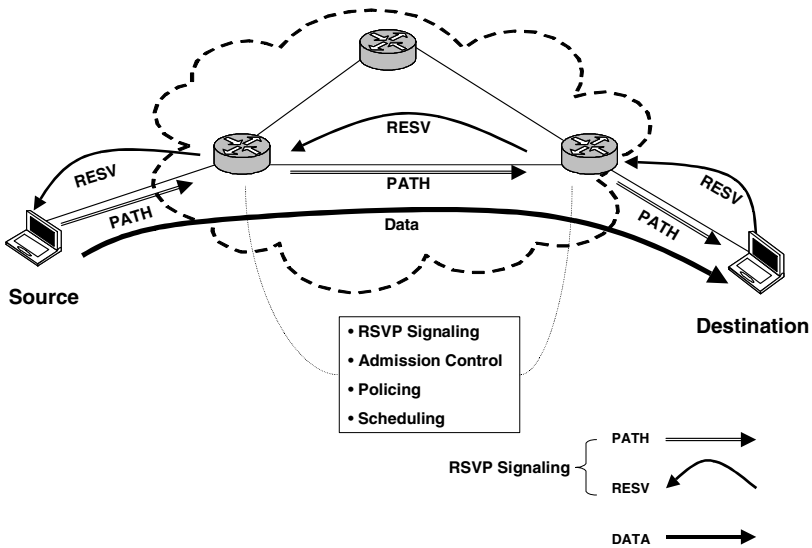 RESV
RESV
PATH
RESV
PATH
PATH
Data
Source
Destination
• RSVP Signaling
• Admission Control
• Policing
• Scheduling
RSVP Signaling
PATH
RESV
DATA